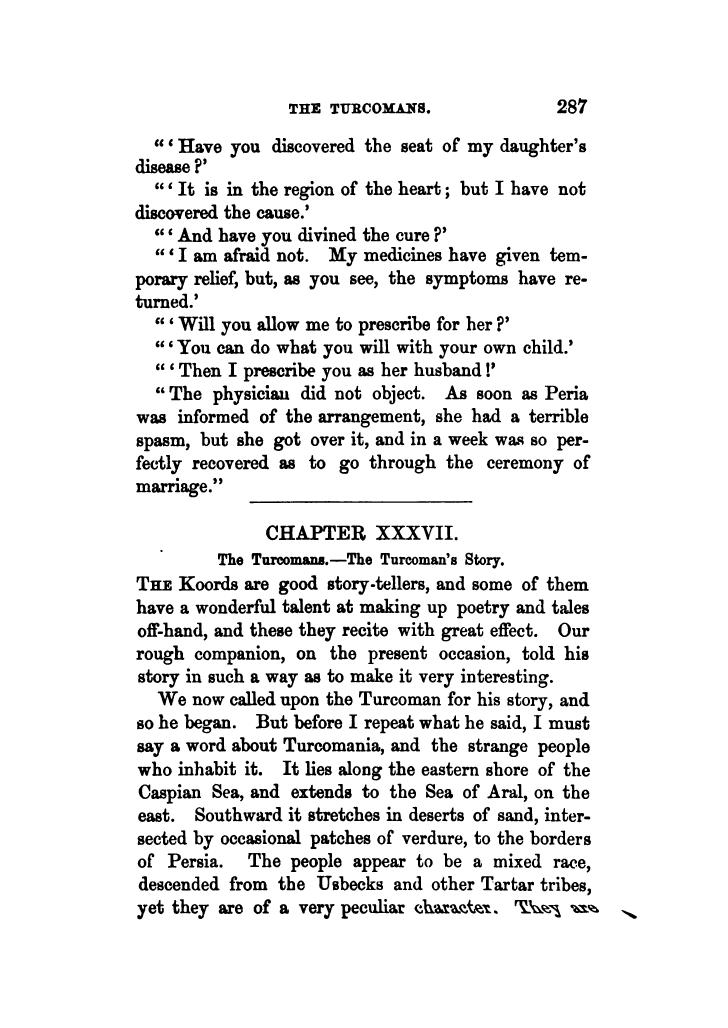 THE TURCOMANS. 287
"'Have you discovered the seat of my daughter's
disease?'
"'It is in the region of the heart; but I have not
discovered the cause.'
"'And have you divined the cure?'
"'I am afraid not. My medicines have given tem-
porary relief, but, as you see, the symptoms have re-
turned.'
"'Will you allow me to prescribe for her?'
"'You can do what you will with your own child.'
"'Then I prescribe you as her husband!'
"The physician did not object. As soon as Peria
was informed of the arrangement, she had a terrible
spasm, but she got over it, and in a week was so per-
fectly recovered as to go through the ceremony of
marriage."
CHAPTER XXXVII.
The Turcomans.—The Turcoman's Story.
THE Koords are good story-tellers, and some of them
have a wonderful talent at making up poetry and tales
off-hand, and these they recite with great effect. Our
rough companion, on the present occasion, told his
story in such a way as to make it very interesting.
We now called upon the Turcoman for his story, and
so he began. But before I repeat what he said, I must
say a word about Turcomania, and the strange people
who inhabit it. It lies along the eastern shore of the
Caspian Sea, and extends to the Sea of Aral, on the
east. Southward it stretches in deserts of sand, inter-
sected by occasional patches of verdure, to the borders
of Persia. The people appear to be a mixed race,
descended from the Usbecks and other Tartar tribes,
yet they are of a very peculiar character. They are